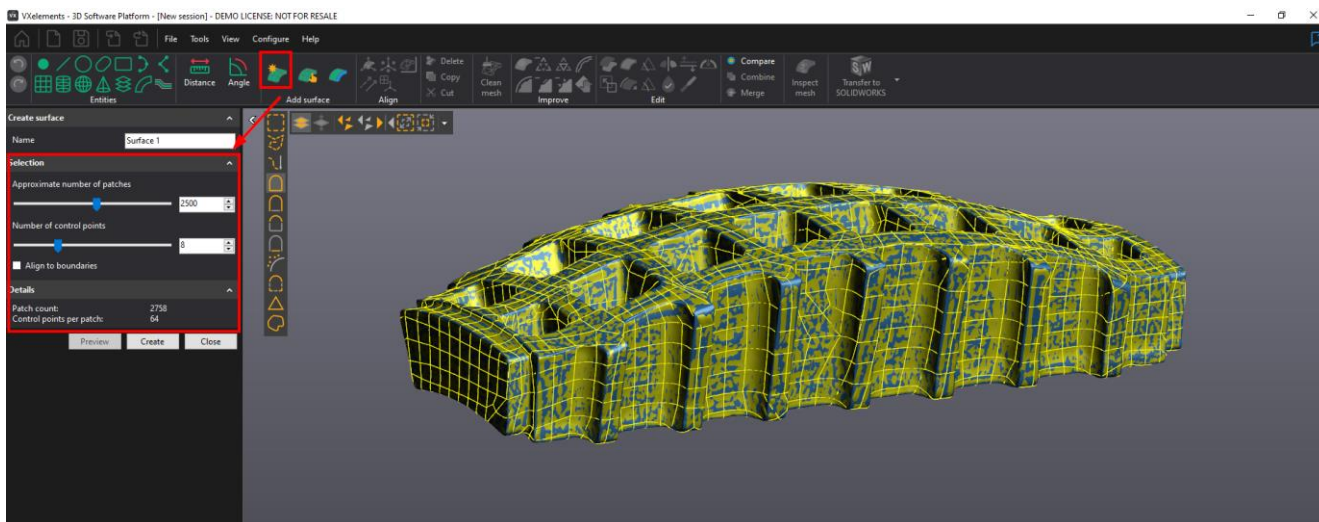 VXelements - 3D Software Platform - [New session] - DEMO LICENSE: NOT FOR RESALE
File Tools View Configure Help
Distance
Angle
Delete
Copy
Cut
Clean mesh
Compare
Combine
Merge
Inspect mesh
Transfer to SOLIDWORKS
Entities
Add surface
Align
Improve
Edit
Create surface
Name Surface 1
Selection
Approximate number of patches
2500
Number of control points
8
Align to boundaries
Details
Patch count: 2758
Control points per patch: 64
Preview Create Close